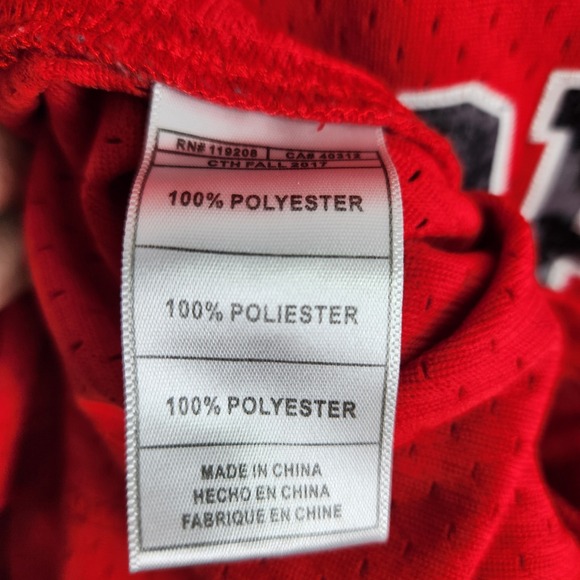 RN# 119208 CA# 40312
CTH FALL 2017
100% POLYESTER
100% POLIESTER
100% POLYESTER
MADE IN CHINA
HECHO EN CHINA
FABRIQUE EN CHINE